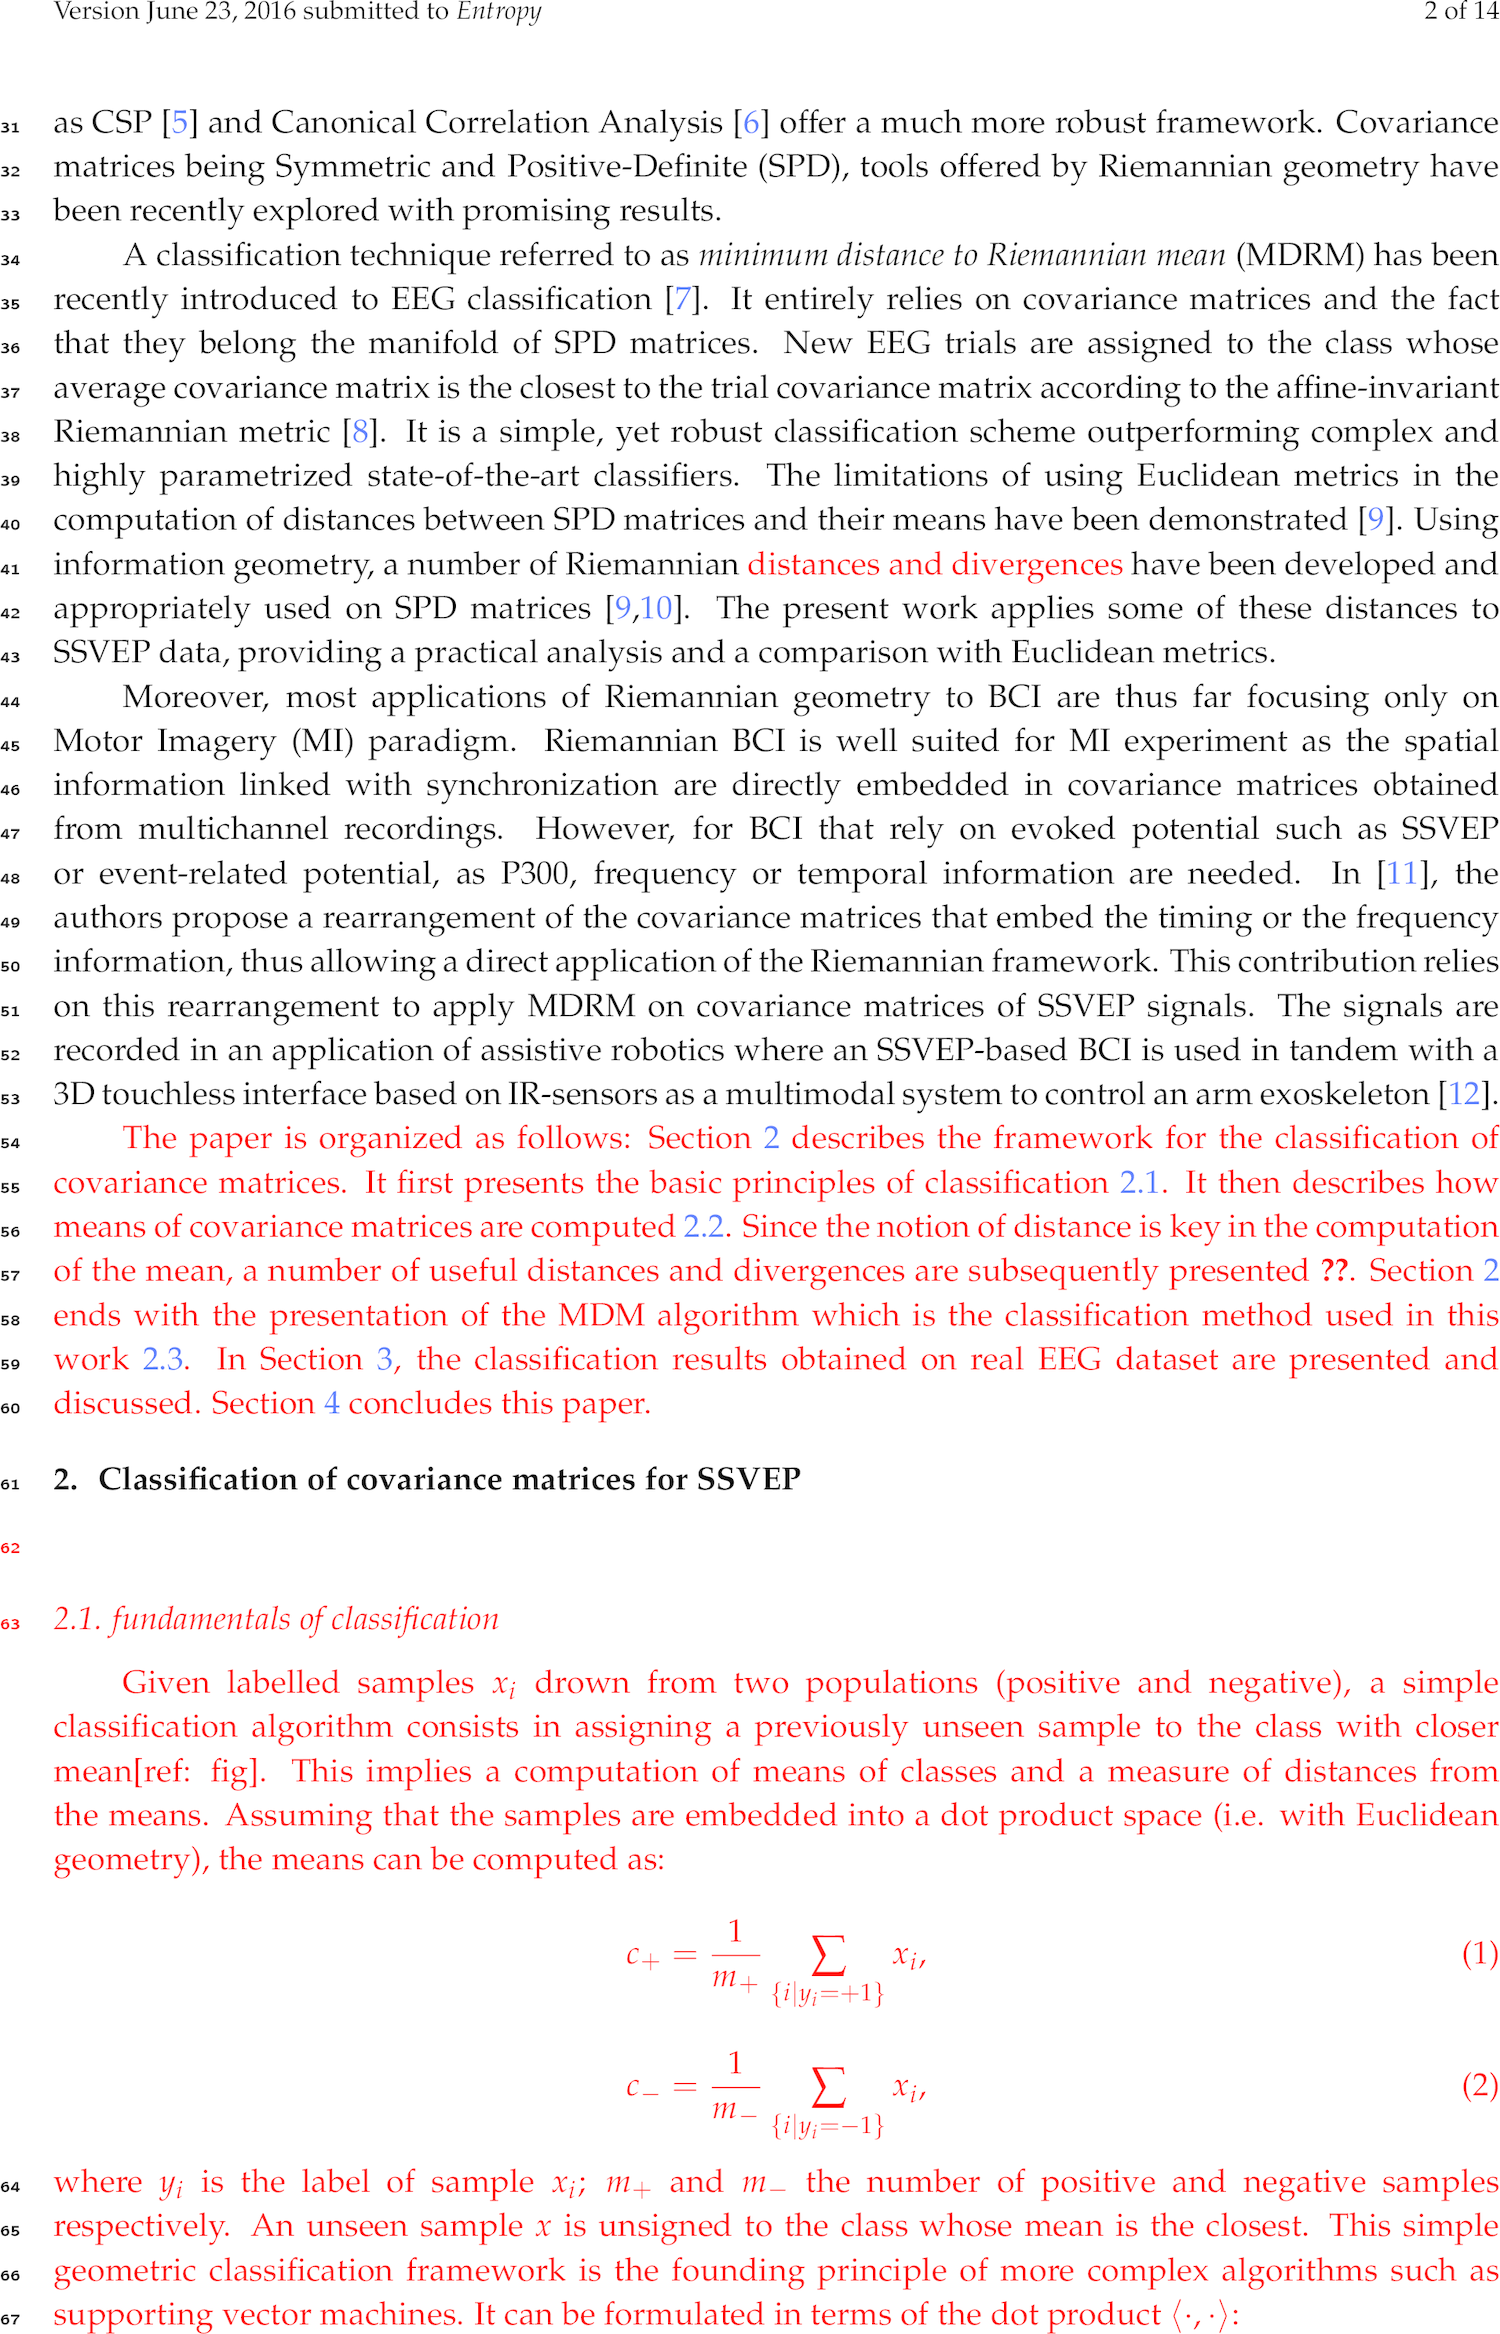 Version June 23, 2016 submitted to Entropy 2 of 14
31 as CSP [5] and Canonical Correlation Analysis [6] offer a much more robust framework. Covariance
32 matrices being Symmetric and Positive-Definite (SPD), tools offered by Riemannian geometry have
33 been recently explored with promising results.
34 A classification technique referred to as minimum distance to Riemannian mean (MDRM) has been
35 recently introduced to EEG classification [7]. It entirely relies on covariance matrices and the fact
36 that they belong the manifold of SPD matrices. New EEG trials are assigned to the class whose
37 average covariance matrix is the closest to the trial covariance matrix according to the affine-invariant
38 Riemannian metric [8]. It is a simple, yet robust classification scheme outperforming complex and
39 highly parametrized state-of-the-art classifiers. The limitations of using Euclidean metrics in the
40 computation of distances between SPD matrices and their means have been demonstrated [9]. Using
41 information geometry, a number of Riemannian distances and divergences have been developed and
42 appropriately used on SPD matrices [9,10]. The present work applies some of these distances to
43 SSVEP data, providing a practical analysis and a comparison with Euclidean metrics.
44 Moreover, most applications of Riemannian geometry to BCI are thus far focusing only on
45 Motor Imagery (MI) paradigm. Riemannian BCI is well suited for MI experiment as the spatial
46 information linked with synchronization are directly embedded in covariance matrices obtained
47 from multichannel recordings. However, for BCI that rely on evoked potential such as SSVEP
48 or event-related potential, as P300, frequency or temporal information are needed. In [11], the
49 authors propose a rearrangement of the covariance matrices that embed the timing or the frequency
50 information, thus allowing a direct application of the Riemannian framework. This contribution relies
51 on this rearrangement to apply MDRM on covariance matrices of SSVEP signals. The signals are
52 recorded in an application of assistive robotics where an SSVEP-based BCI is used in tandem with a
53 3D touchless interface based on IR-sensors as a multimodal system to control an arm exoskeleton [12].
54 The paper is organized as follows: Section 2 describes the framework for the classification of
55 covariance matrices. It first presents the basic principles of classification 2.1. It then describes how
56 means of covariance matrices are computed 2.2. Since the notion of distance is key in the computation
57 of the mean, a number of useful distances and divergences are subsequently presented ??. Section 2
58 ends with the presentation of the MDM algorithm which is the classification method used in this
59 work 2.3. In Section 3, the classification results obtained on real EEG dataset are presented and
60 discussed. Section 4 concludes this paper.
61 2. Classification of covariance matrices for SSVEP
62
63 2.1. fundamentals of classification
Given labelled samples x_i drown from two populations (positive and negative), a simple
classification algorithm consists in assigning a previously unseen sample to the class with closer
mean[ref: fig]. This implies a computation of means of classes and a measure of distances from
the means. Assuming that the samples are embedded into a dot product space (i.e. with Euclidean
geometry), the means can be computed as:
c_+ = \frac{1}{m_+} \sum_{\{i|y_i=+1\}} x_i, (1)
c_- = \frac{1}{m_-} \sum_{\{i|y_i=-1\}} x_i, (2)
64 where y_i is the label of sample x_i; m_+ and m_- the number of positive and negative samples
65 respectively. An unseen sample x is unsigned to the class whose mean is the closest. This simple
66 geometric classification framework is the founding principle of more complex algorithms such as
67 supporting vector machines. It can be formulated in terms of the dot product ⟨·, ·⟩: